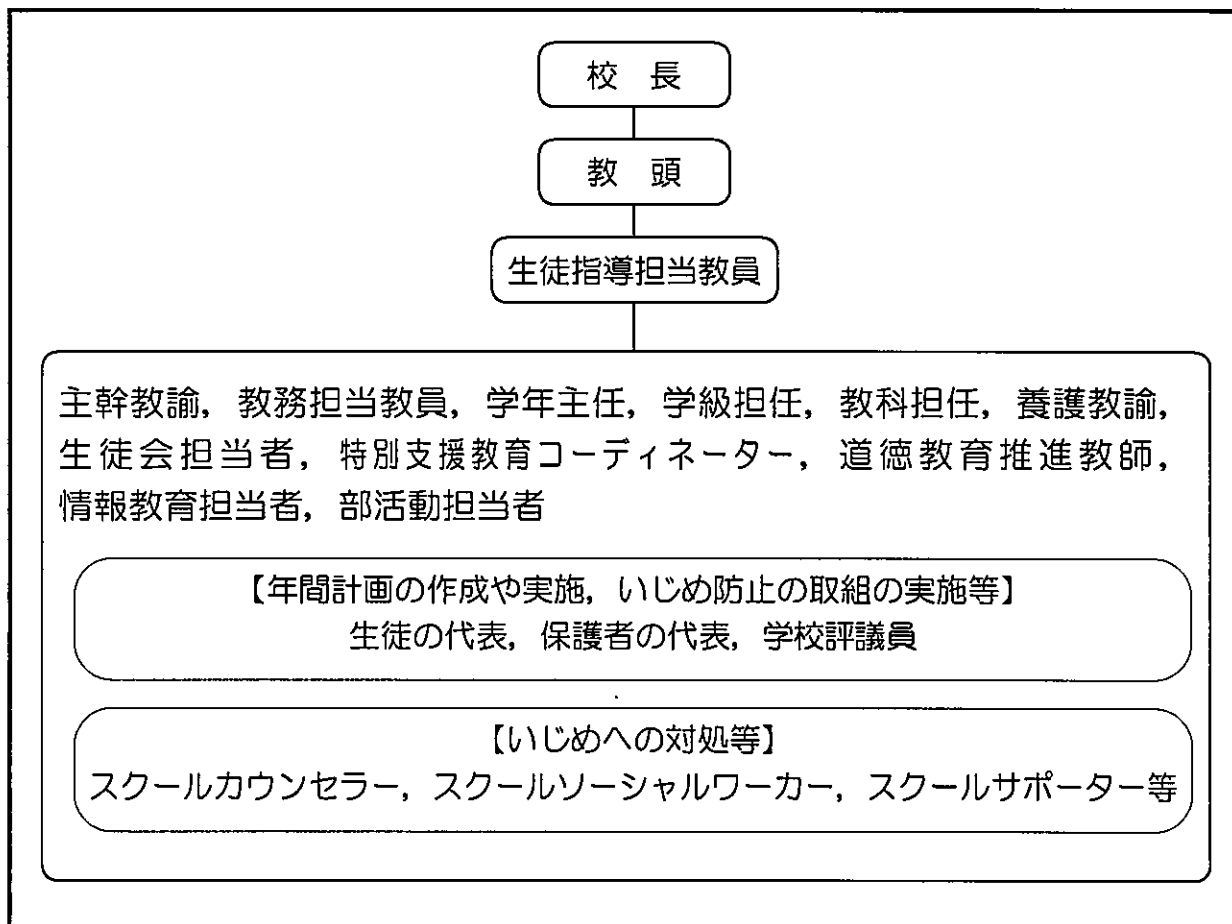 校 長
教 頭
生徒指導担当教員
主幹教諭，教務担当教員，学年主任，学級担任，教科担任，養護教諭，
生徒会担当者，特別支援教育コーディネーター，道徳教育推進教師，
情報教育担当者，部活動担当者
【年間計画の作成や実施，いじめ防止の取組の実施等】
生徒の代表，保護者の代表，学校評議員
【いじめへの対処等】
スクールカウンセラー，スクールソーシャルワーカー，スクールサポーター等